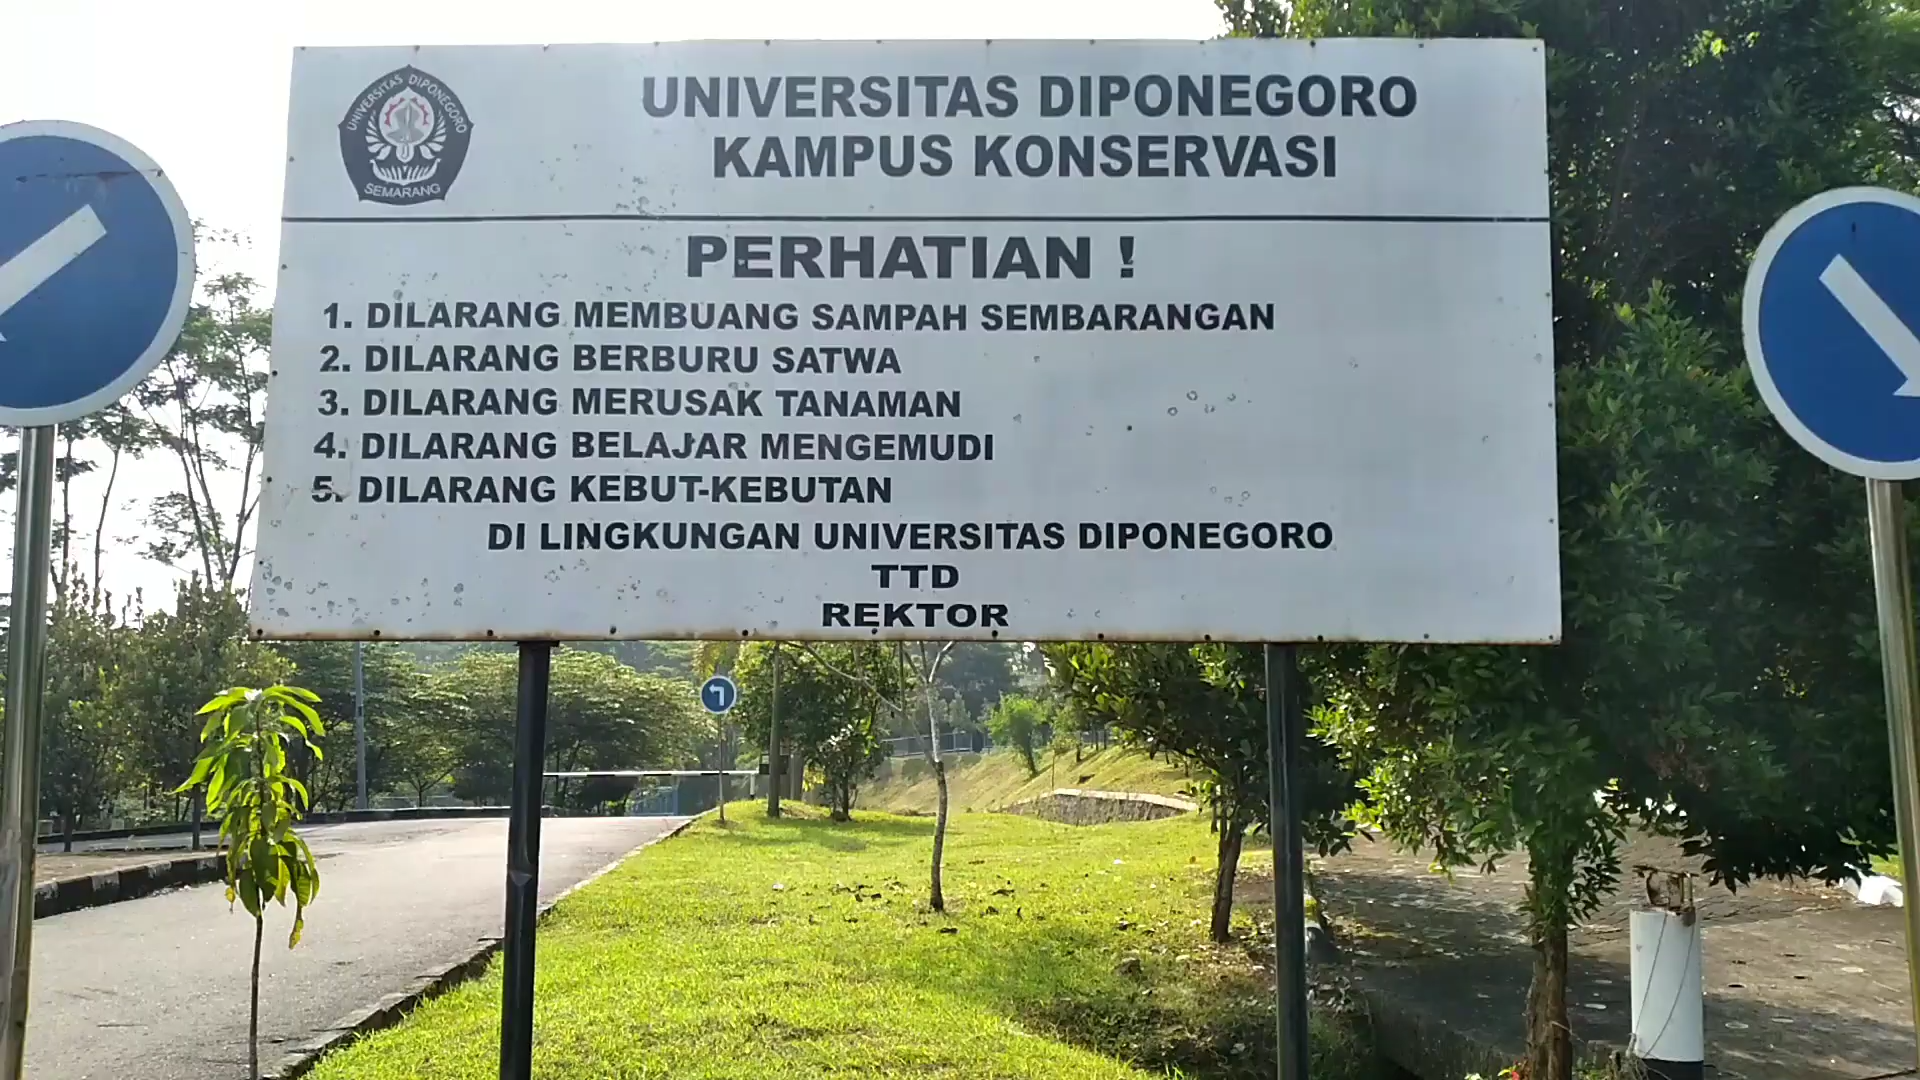 UNIVERSITAS DIPONEGORO
SEMARANG
UNIVERSITAS DIPONEGORO
KAMPUS KONSERVASI
PERHATIAN !
1. DILARANG MEMBUANG SAMPAH SEMBARANGAN
2. DILARANG BERBURU SATWA
3. DILARANG MERUSAK TANAMAN
4. DILARANG BELAJAR MENGEMUDI
5. DILARANG KEBUT-KEBUTAN
DI LINGKUNGAN UNIVERSITAS DIPONEGORO
TTD
REKTOR